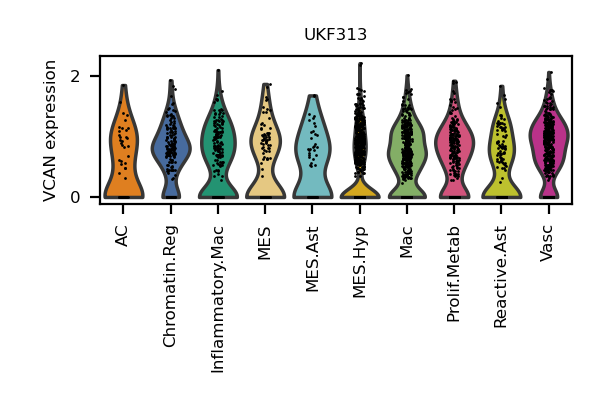 UKF313
VCAN expression
2
0
AC
Chromatin.Reg
Inflammatory.Mac
MES
MES.Ast
MES.Hyp
Mac
Prolif.Metab
Reactive.Ast
Vasc